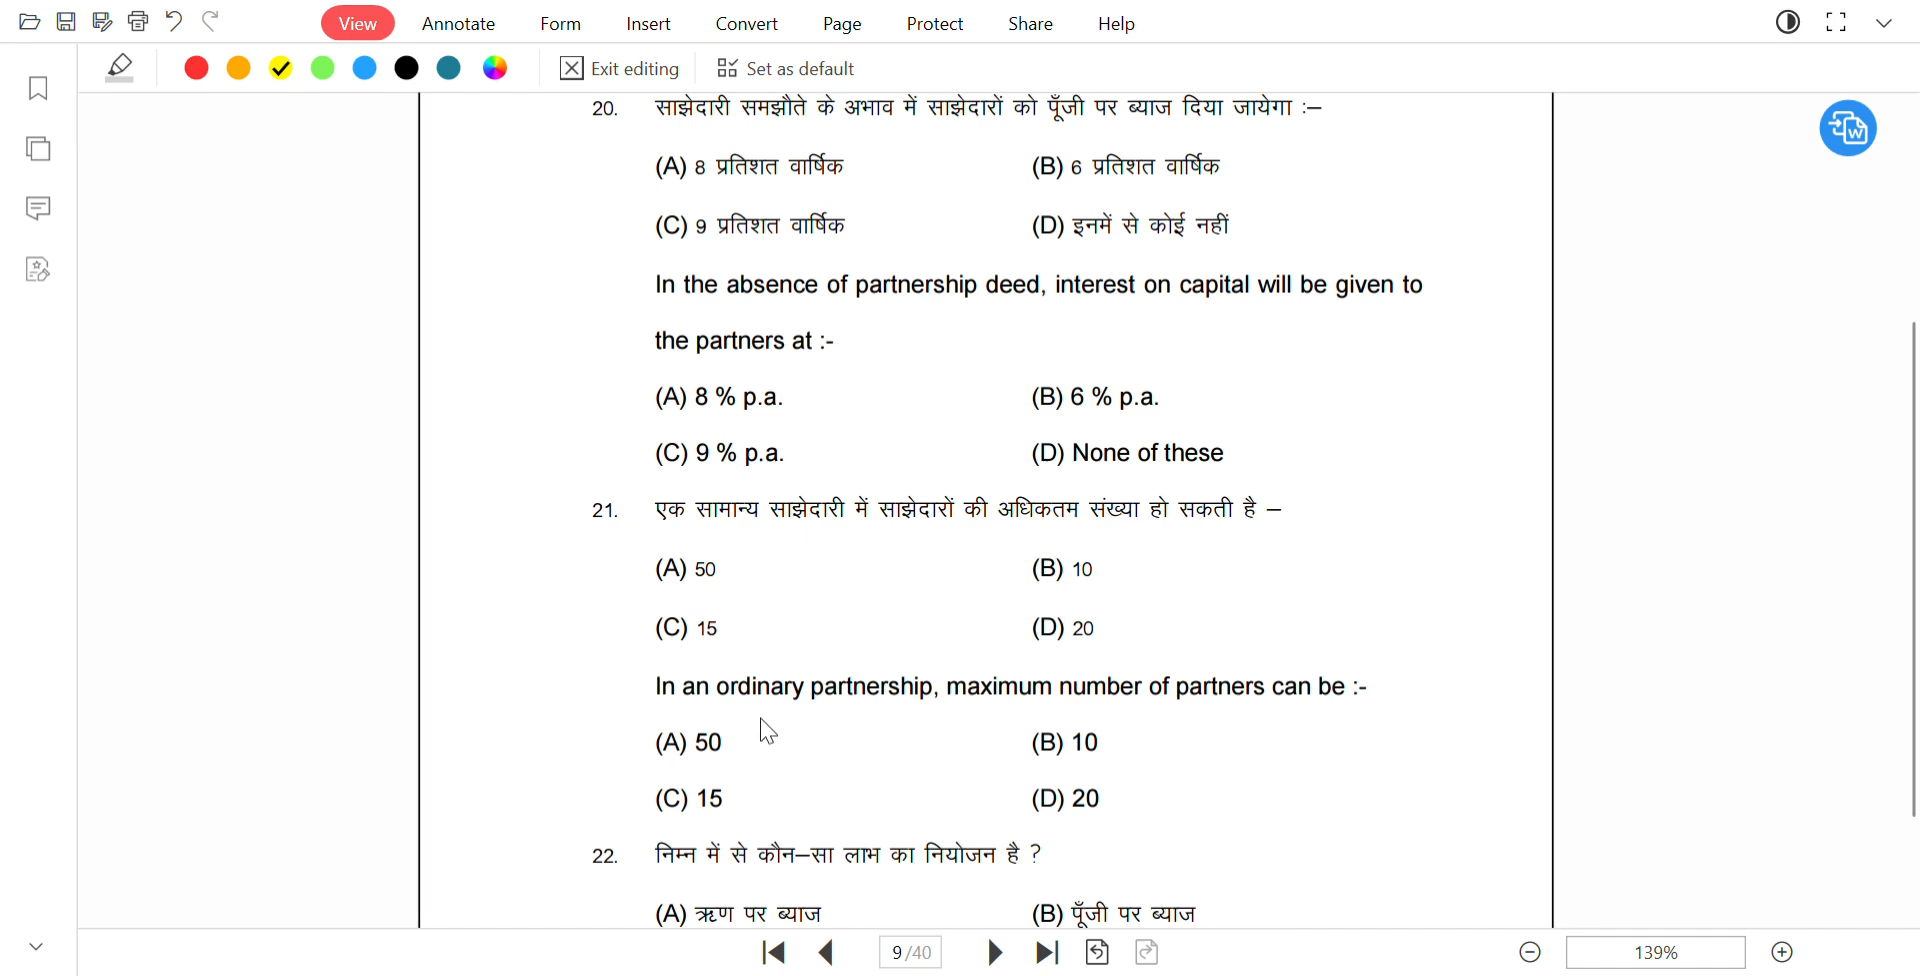 View Annotate Form Insert Convert Page Protect Share Help
Exit editing Set as default
20. साझेदारी समझौते के अभाव में साझेदारों को पूँजी पर ब्याज दिया जायेगा :–
(A) 8 प्रतिशत वार्षिक (B) 6 प्रतिशत वार्षिक
(C) 9 प्रतिशत वार्षिक (D) इनमें से कोई नहीं
In the absence of partnership deed, interest on capital will be given to
the partners at :-
(A) 8 % p.a. (B) 6 % p.a.
(C) 9 % p.a. (D) None of these
21. एक सामान्य साझेदारी में साझेदारों की अधिकतम संख्या हो सकती है –
(A) 50 (B) 10
(C) 15 (D) 20
In an ordinary partnership, maximum number of partners can be :-
(A) 50 (B) 10
(C) 15 (D) 20
22. निम्न में से कौन–सा लाभ का नियोजन है ?
(A) ऋण पर ब्याज (B) पूँजी पर ब्याज
9/40 139%